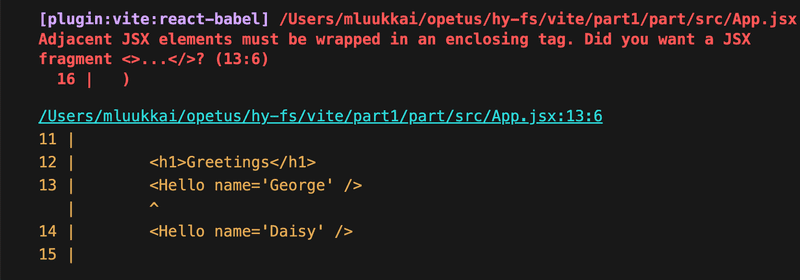 [plugin:vite:react-babel] /Users/mluukkai/opetus/hy-fs/vite/part1/part/src/App.jsx
Adjacent JSX elements must be wrapped in an enclosing tag. Did you want a JSX
fragment <>...</>? (13:6)
  16 |   )
/Users/mluukkai/opetus/hy-fs/vite/part1/part/src/App.jsx:13:6
11 |
12 |      <h1>Greetings</h1>
13 |      <Hello name='George' />
   |      ^
14 |      <Hello name='Daisy' />
15 |